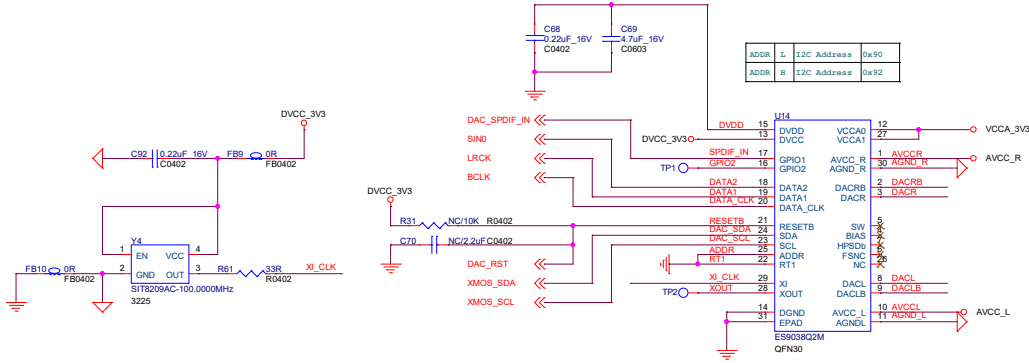 C68
0.22uF_16V
C0402
C69
4.7uF_16V
C0603
ADDR L I2C Address 0x90
ADDR H I2C Address 0x92
DVCC_3V3
C92 0.22uF 16V
C0402
FB9 0R
FB0402
Y4
1 EN VCC 4
2 GND OUT 3
SIT8209AC-100.0000MHz
3225
FB10 0R
FB0402
R61 33R
R0402
XI_CLK
DAC_SPDIF_IN
SIN0
LRCK
BCLK
DVCC_3V3
R31 NC/10K R0402
C70 NC/2.2uF C0402
DAC_RST
XMOS_SDA
XMOS_SCL
U14
DVDD 15 DVDD
DVCC_3V3 13 DVCC
SPDIF_IN 17 GPIO1
TP1 GPIO2 16 GPIO2
DATA2 18 DATA2
DATA1 19 DATA1
DATA_CLK 20 DATA_CLK
RESETB 21 RESETB
DAC_SDA 24 SDA
DAC_SCL 23 SCL
ADDR 25 ADDR
RT1 22 RT1
XI_CLK 29 XI
TP2 XOUT 28 XOUT
14 DGND
31 EPAD
VCCA0 12
VCCA1 27
VCCA_3V3
AVCC_R 1 AVCCR
AVCC_R
AGND_R 30 AGND_R
DACRB 2 DACRB
DACR 3 DACR
SW 5
BIAS
HPSDb
FSNC 6
NC 26
DACL 8 DACL
DACLB 9 DACLB
AVCC_L 10 AVCCL
AVCC_L
AGNDL 11 AGND_L
ES9038Q2M
QFN30